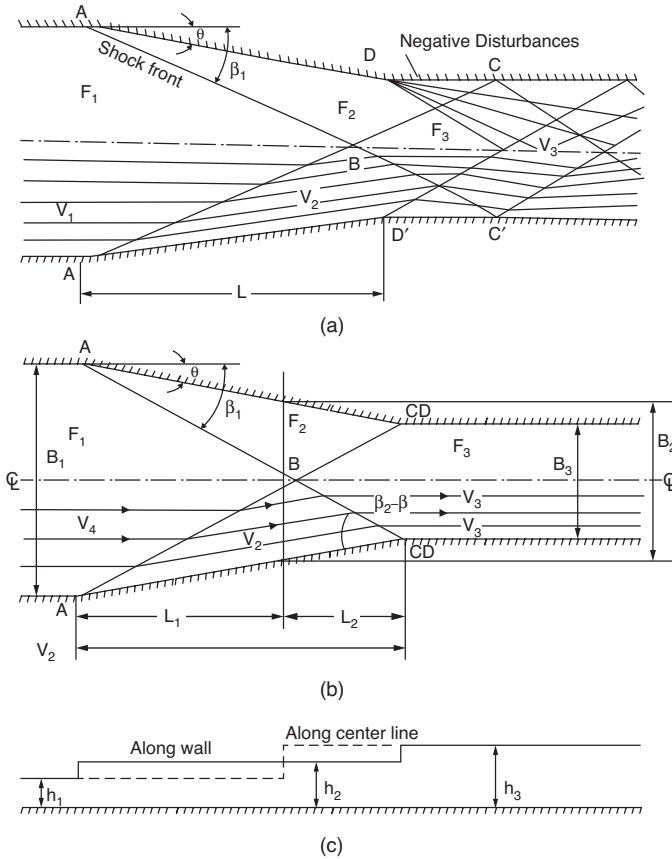 A
θ
β1
D
Negative Disturbances
C
Shock front
F1
F2
F3
V3
B
V1
V2
A
D′
C′
L
(a)
A
θ
β1
CD
F1
F2
F3
B1
B
B3
B2
℄
℄
β2–β
V3
V4
V2
V3
CD
A
L1
L2
V2
(b)
Along center line
Along wall
h1
h2
h3
(c)